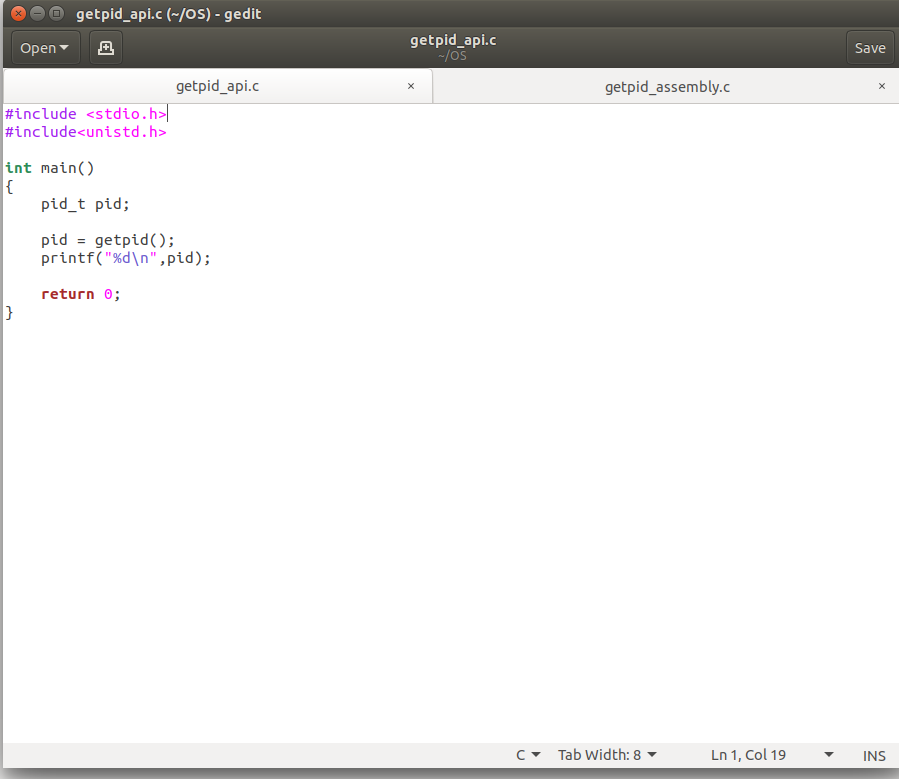 getpid_api.c (~/OS) - gedit
Open
getpid_api.c
~/OS
Save
getpid_api.c ×
getpid_assembly.c ×
#include <stdio.h>
#include<unistd.h>
int main()
{
    pid_t pid;
    pid = getpid();
    printf("%d\n",pid);
    return 0;
}
C Tab Width: 8 Ln 1, Col 19 INS